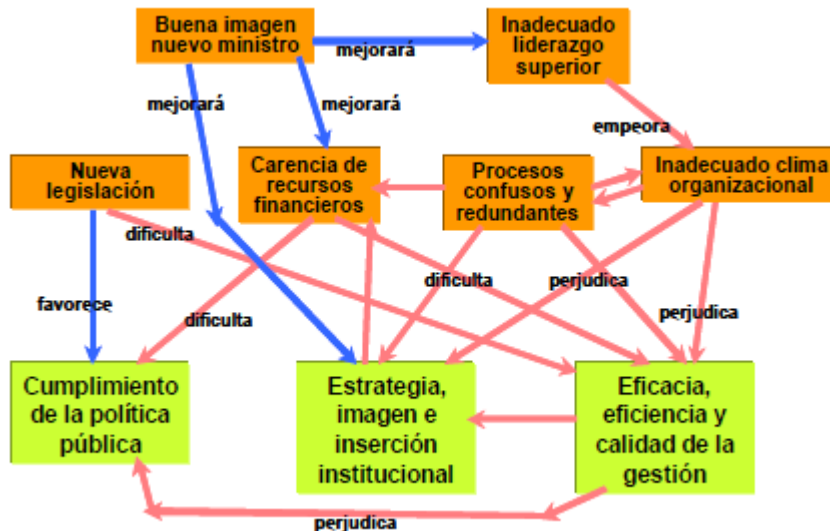 Buena imagen
nuevo ministro
mejorará
Inadecuado
liderazgo
superior
mejorará
mejorará
empeora
Nueva
legislación
Carencia de
recursos
financieros
Procesos
confusos y
redundantes
Inadecuado clima
organizacional
dificulta
dificulta
perjudica
favorece
dificulta
perjudica
Cumplimiento
de la política
pública
Estrategia,
imagen e
inserción
institucional
Eficacia,
eficiencia y
calidad de la
gestión
perjudica